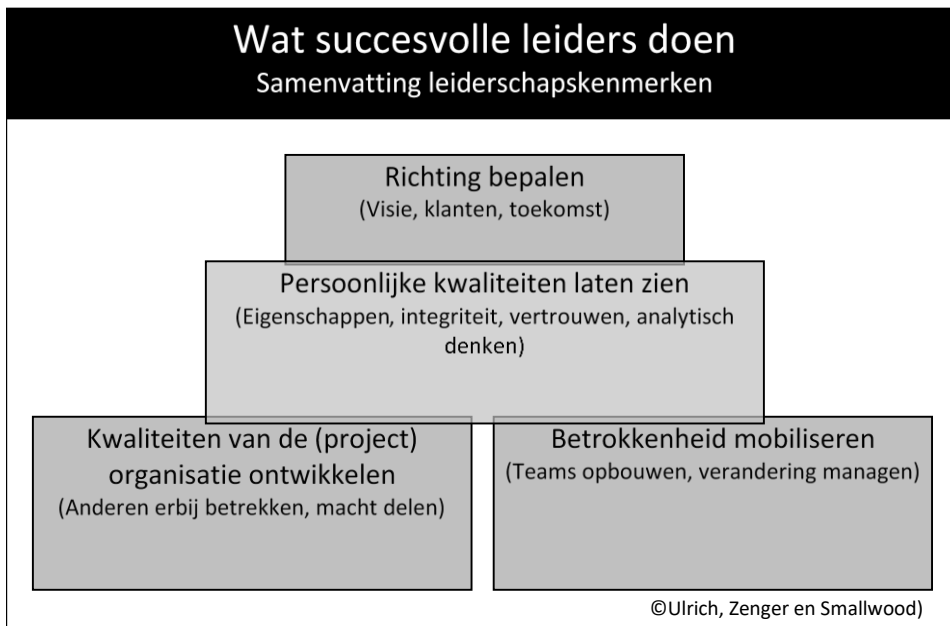 Wat succesvolle leiders doen
Samenvatting leiderschapskenmerken
Richting bepalen
(Visie, klanten, toekomst)
Persoonlijke kwaliteiten laten zien
(Eigenschappen, integriteit, vertrouwen, analytisch
denken)
Kwaliteiten van de (project)
organisatie ontwikkelen
(Anderen erbij betrekken, macht delen)
Betrokkenheid mobiliseren
(Teams opbouwen, verandering managen)
©Ulrich, Zenger en Smallwood)